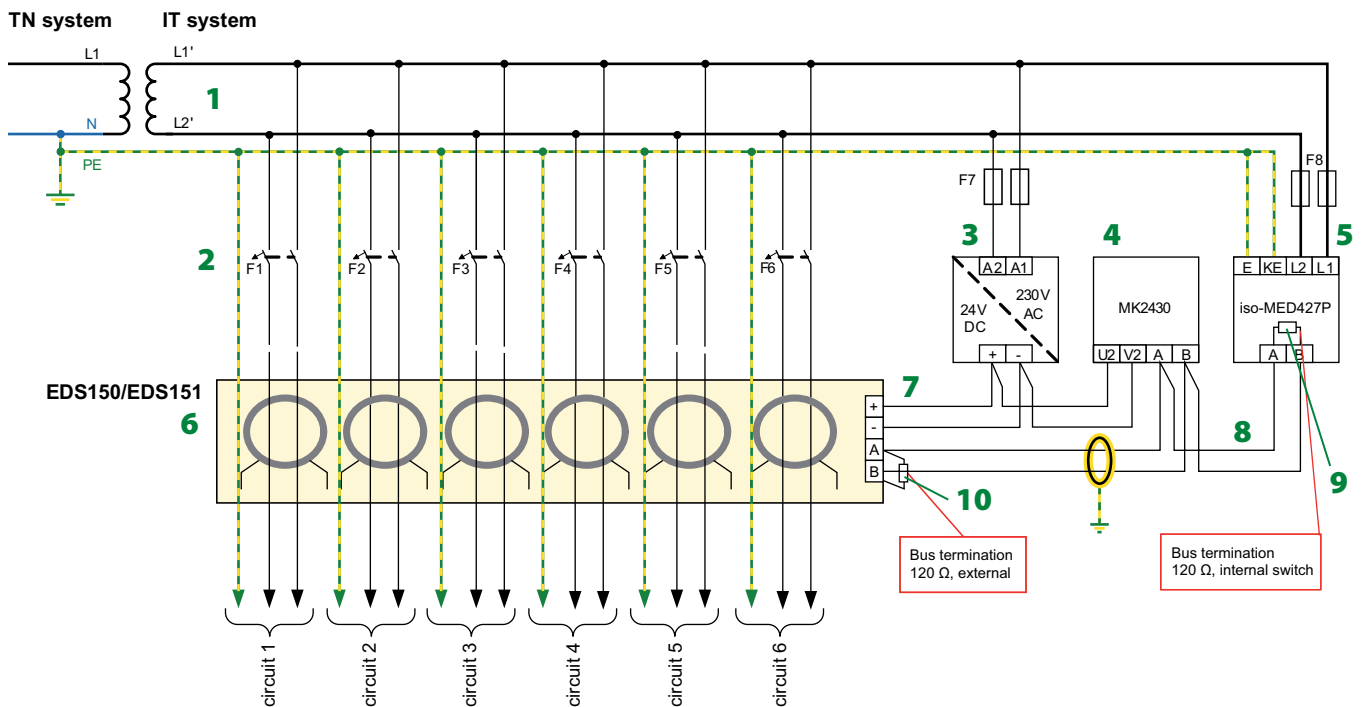 TN system
IT system
L1
L1'
1
N
L2'
PE
F7
F8
2
3
4
5
F1
F2
F3
F4
F5
F6
A2
A1
E
KE
L2
L1
24V
DC
230V
AC
MK2430
iso-MED427P
+
-
U2
V2
A
B
A
B
EDS150/EDS151
6
7
+
-
A
B
8
9
10
Bus termination
120 Ω, external
Bus termination
120 Ω, internal switch
circuit 1
circuit 2
circuit 3
circuit 4
circuit 5
circuit 6